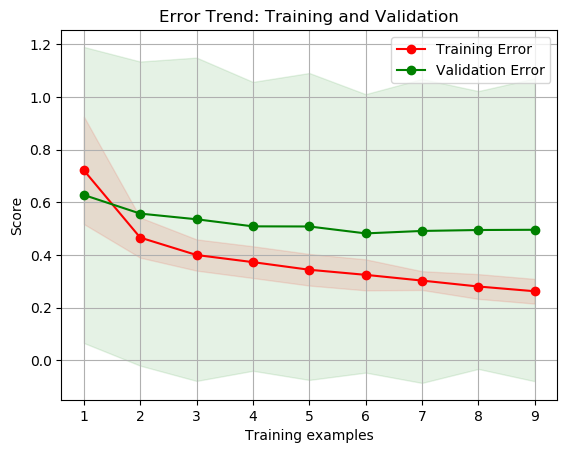 Error Trend: Training and Validation
Training Error
Validation Error
Score
1.2
1.0
0.8
0.6
0.4
0.2
0.0
1 2 3 4 5 6 7 8 9
Training examples